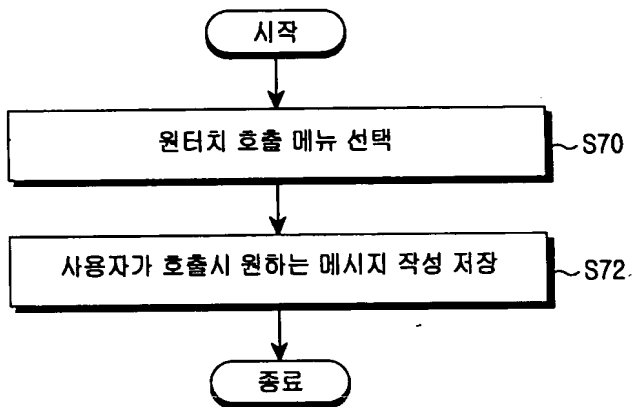 시작
원터치 호출 메뉴 선택
S70
사용자가 호출시 원하는 메시지 작성 저장
S72
종료